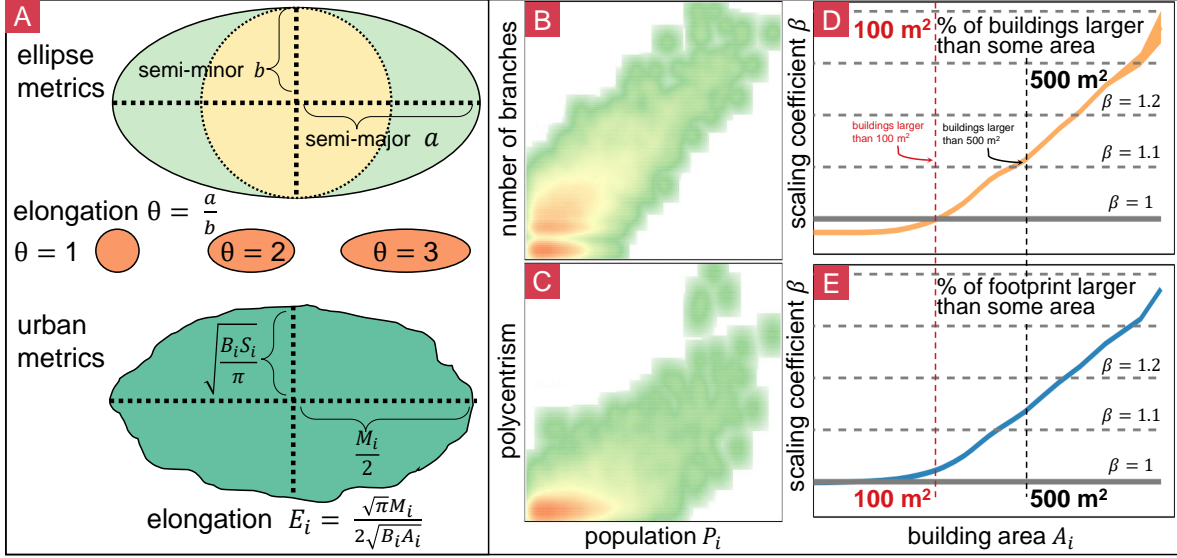 A
ellipse
metrics
semi-minor b
semi-major a
elongation θ = a/b
θ = 1
θ = 2
θ = 3
urban
metrics
√(B_i S_i/π)
M_i/2
elongation E_i = √π M_i / 2√(B_i A_i)
B
number of branches
C
polycentrism
population P_i
D
scaling coefficient β
100 m²
% of buildings larger
than some area
500 m²
β = 1.2
buildings larger
than 100 m²
buildings larger
than 500 m²
β = 1.1
β = 1
E
scaling coefficient β
% of footprint larger
than some area
β = 1.2
β = 1.1
β = 1
100 m²
500 m²
building area A_i